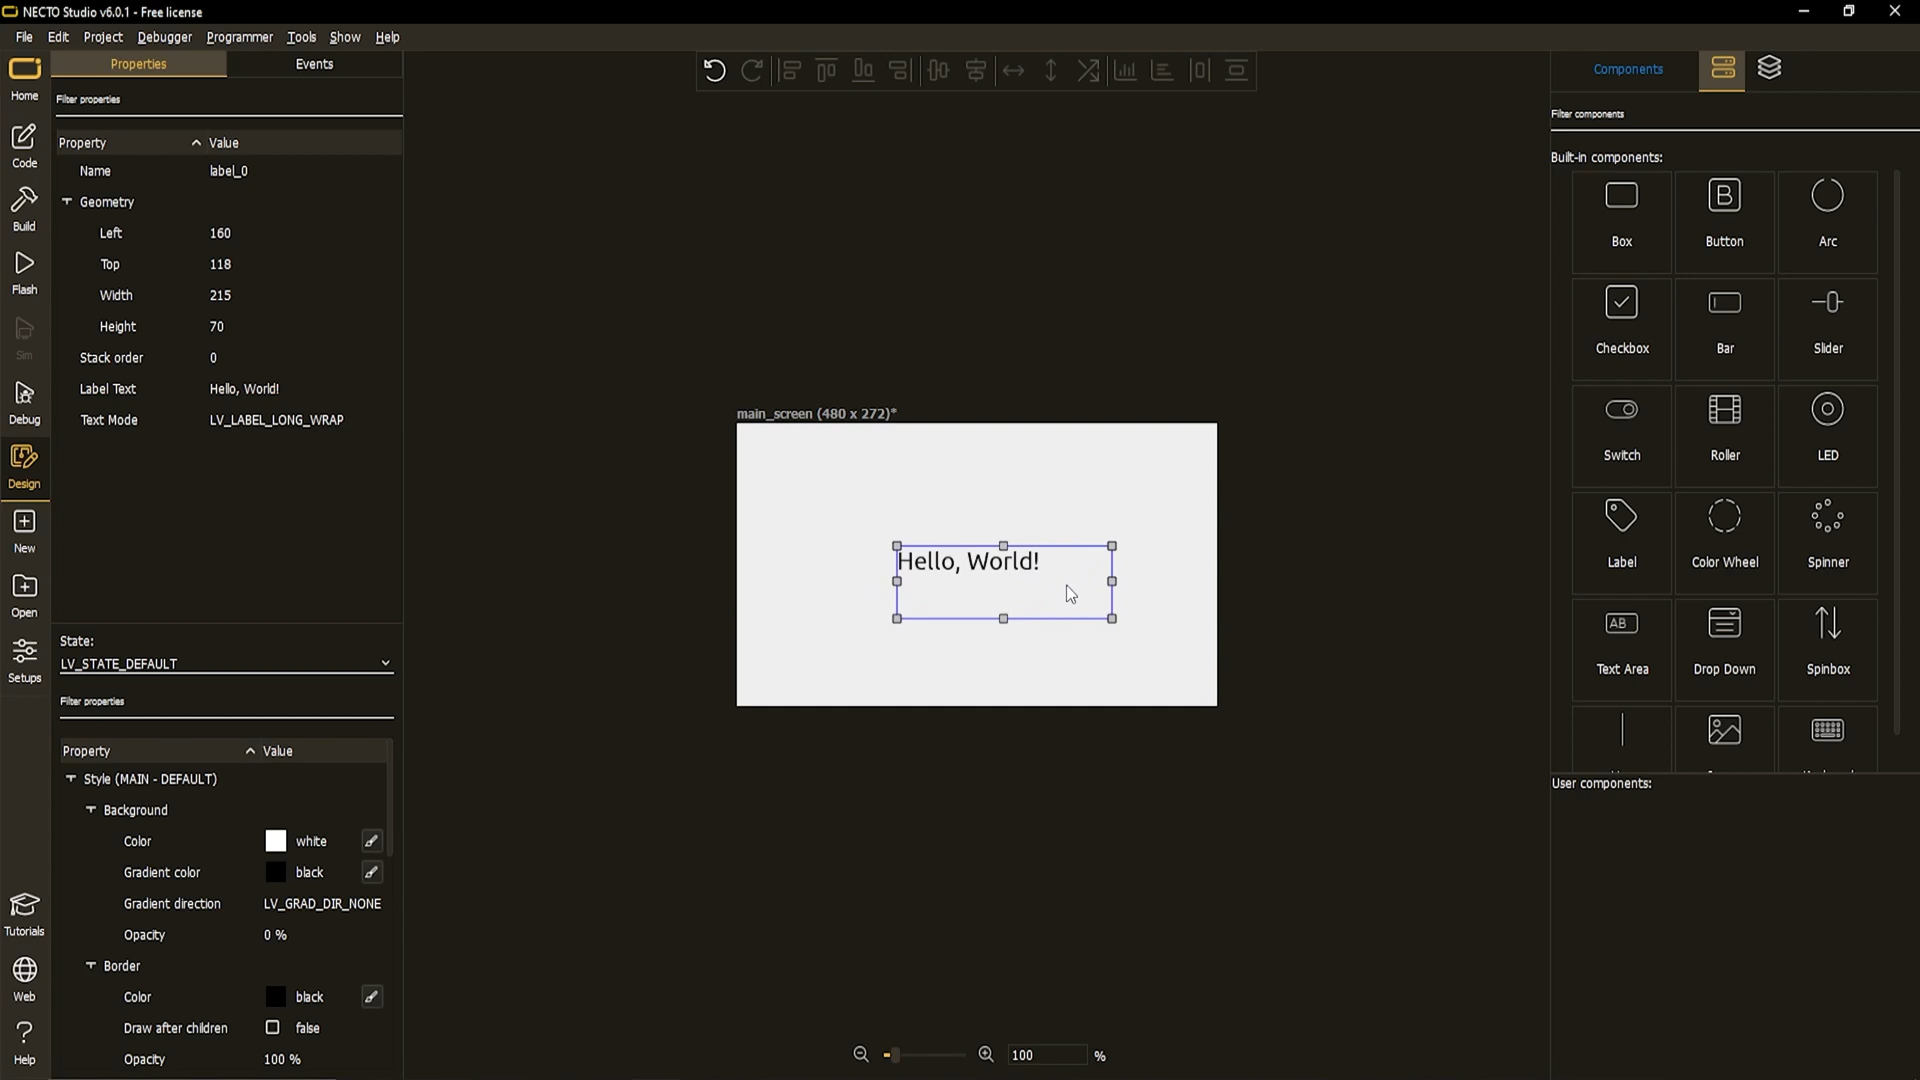 NECTO Studio v6.0.1 - Free license
File Edit Project Debugger Programmer Tools Show Help
Home
Code
Build
Flash
Sim
Debug
Design
New
Open
Setups
Tutorials
Web
Help
Properties Events
Filter properties
Property Value
Name label_0
Geometry
Left 160
Top 118
Width 215
Height 70
Stack order 0
Label Text Hello, World!
Text Mode LV_LABEL_LONG_WRAP
State:
LV_STATE_DEFAULT
Filter properties
Property Value
Style (MAIN - DEFAULT)
Background
Color white
Gradient color black
Gradient direction LV_GRAD_DIR_NONE
Opacity 0 %
Border
Color black
Draw after children false
Opacity 100 %
main_screen (480 x 272)*
Hello, World!
100 %
Components
Filter components
Built-in components:
Box Button Arc
Checkbox Bar Slider
Switch Roller LED
Label Color Wheel Spinner
AB
Text Area Drop Down Spinbox
User components: